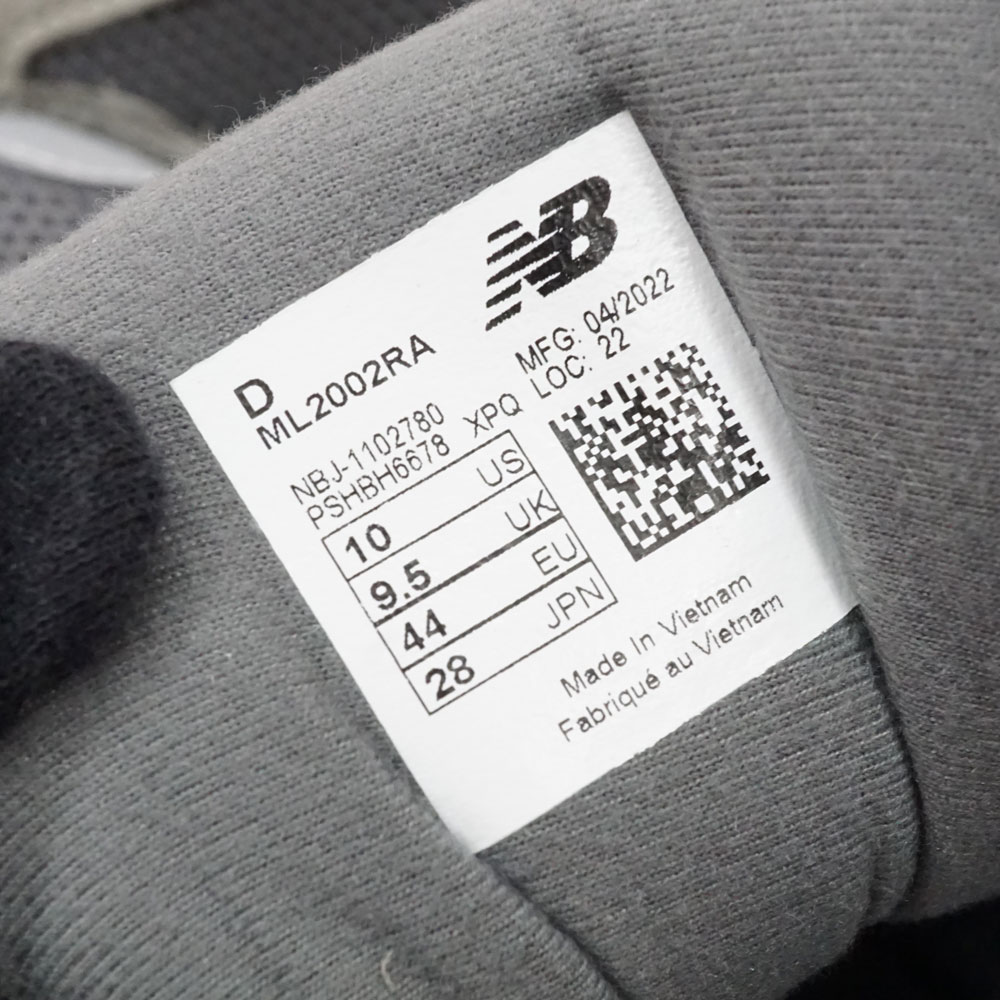 NB
D
ML2002RA
MFG: 04/2022
LOC: 22
NBJ-1102780
PSHBH6678 XPQ
10 US
9.5 UK
44 EU
28 JPN
Made In Vietnam
Fabriqué au Vietnam